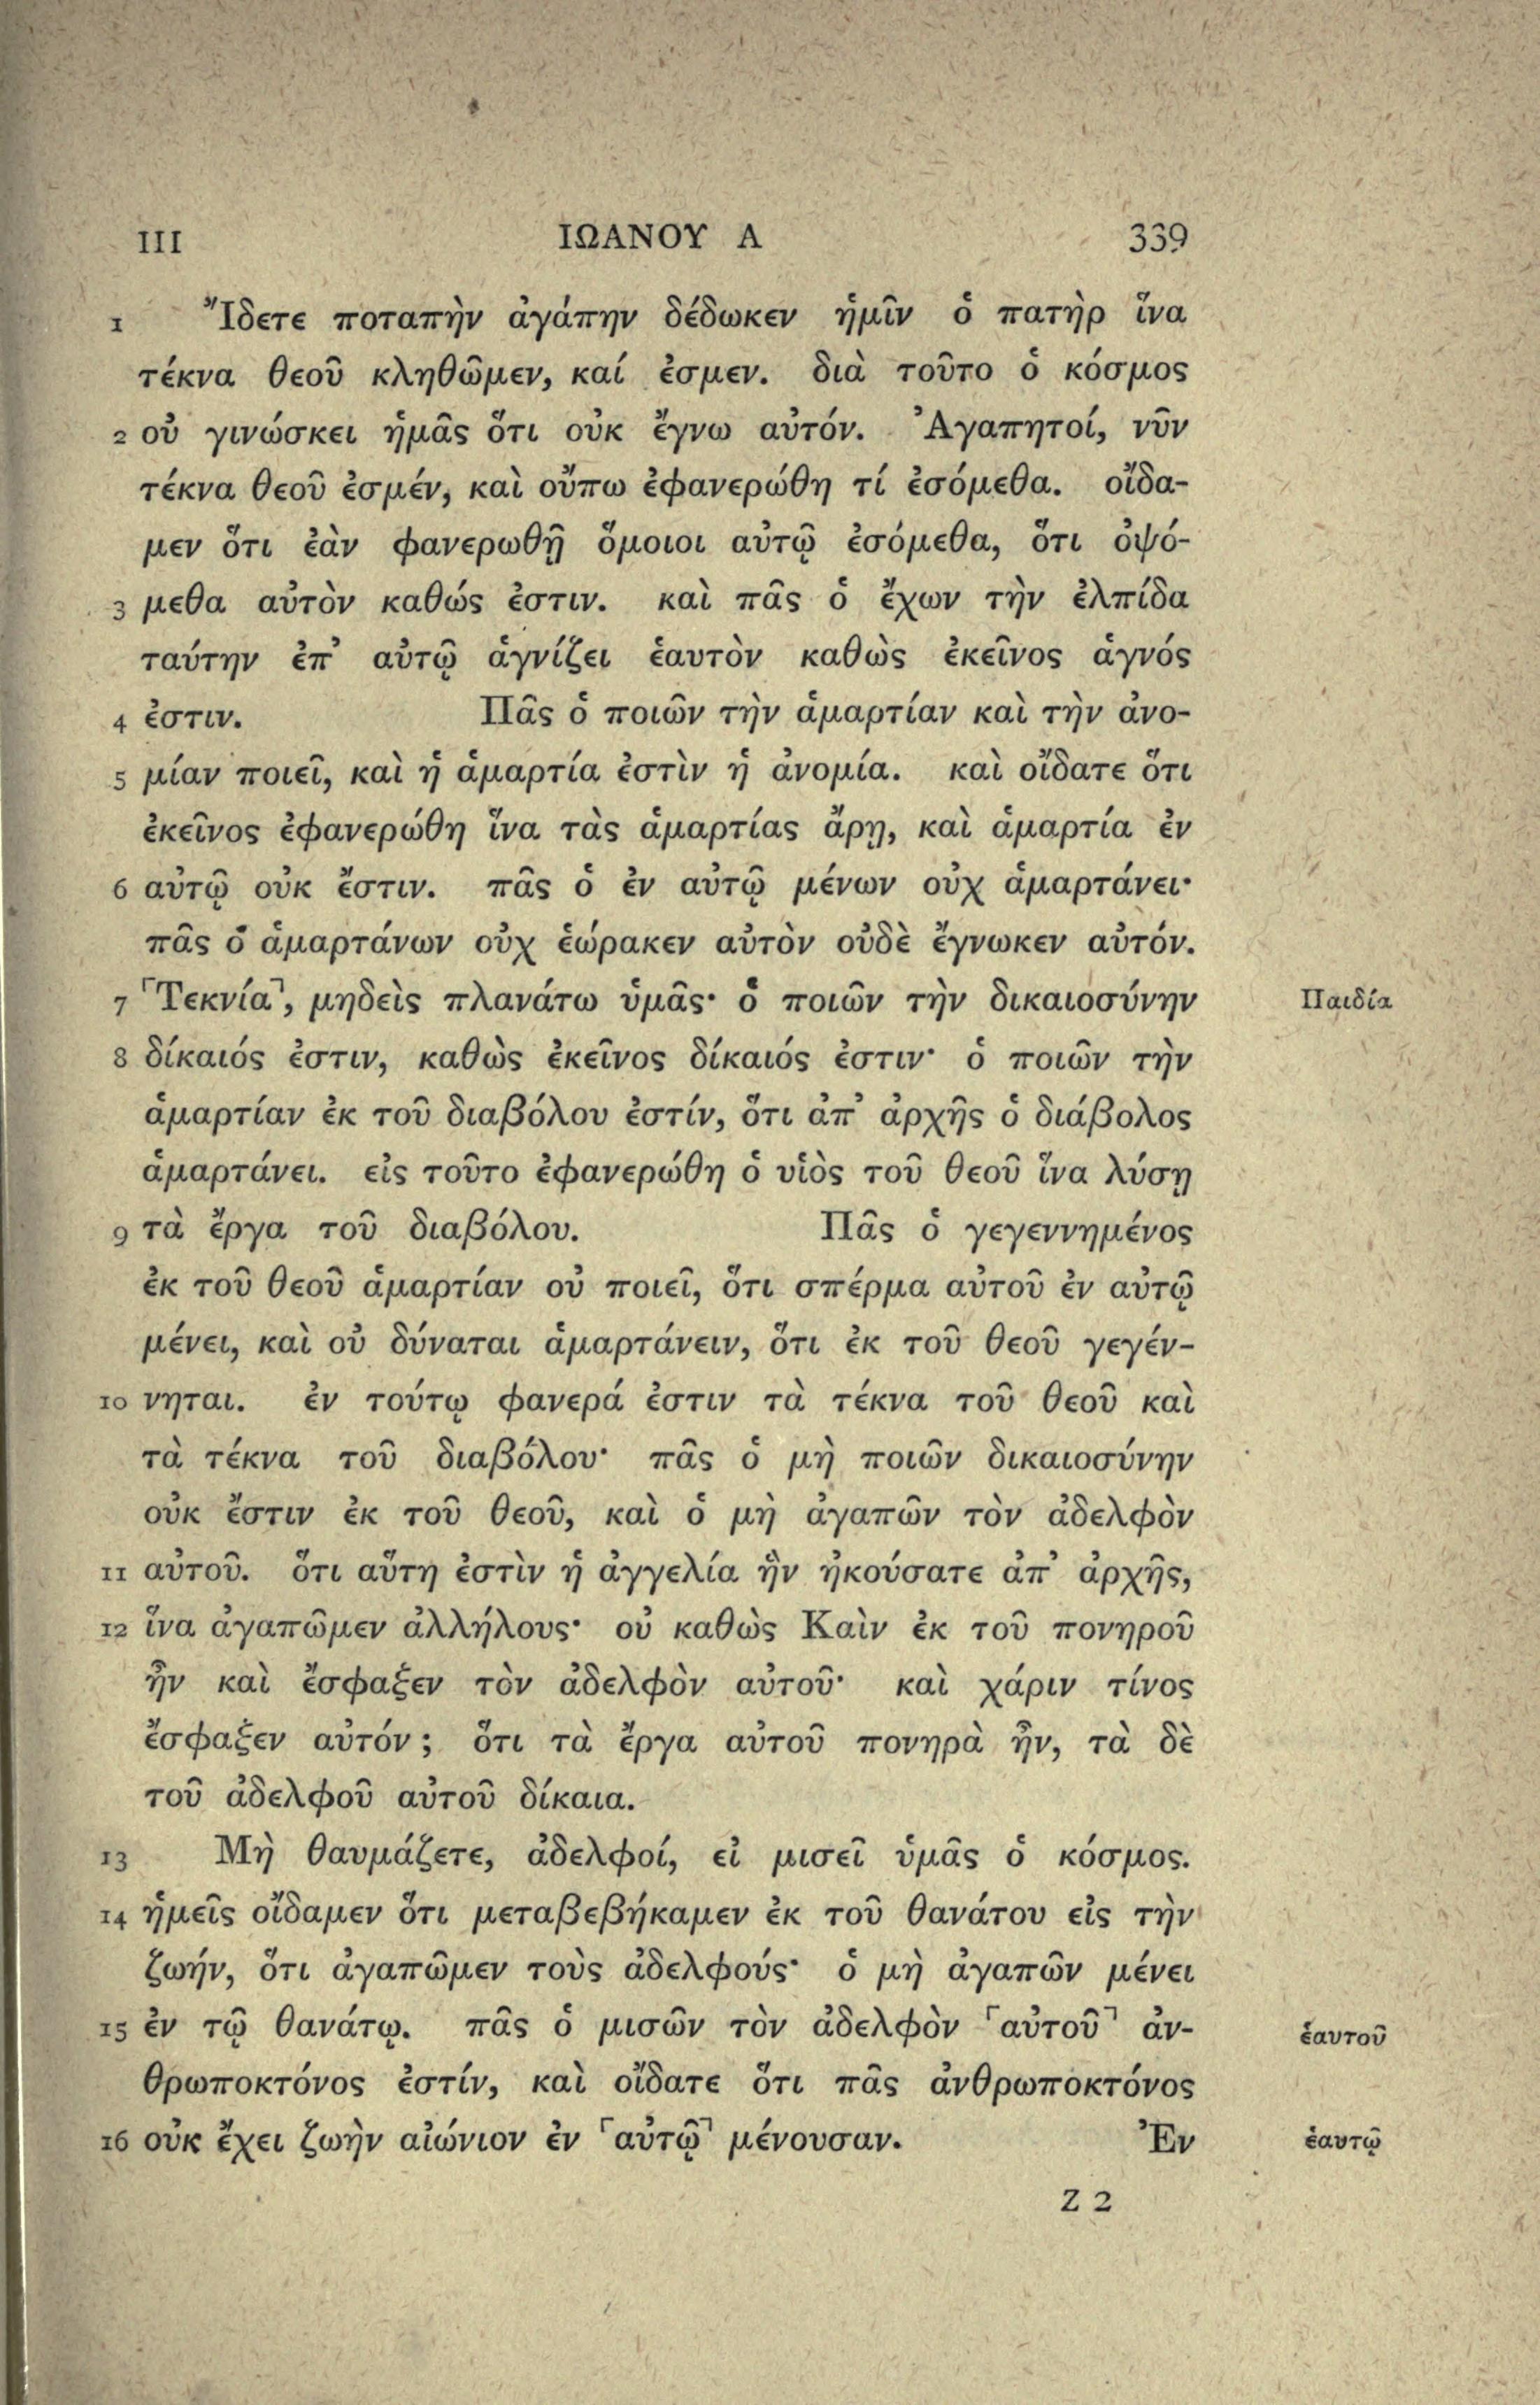 III ΙΩΑΝΟΥ Α 339
1 Ἴδετε ποταπὴν ἀγάπην δέδωκεν ἡμῖν ὁ πατὴρ ἵνα
τέκνα θεοῦ κληθῶμεν, καί ἐσμεν. διὰ τοῦτο ὁ κόσμος
2 οὐ γινώσκει ἡμᾶς ὅτι οὐκ ἔγνω αὐτόν. Ἀγαπητοί, νῦν
τέκνα θεοῦ ἐσμέν, καὶ οὔπω ἐφανερώθη τί ἐσόμεθα. οἴδα-
μεν ὅτι ἐὰν φανερωθῇ ὅμοιοι αὐτῷ ἐσόμεθα, ὅτι ὀψό-
3 μεθα αὐτὸν καθώς ἐστιν. καὶ πᾶς ὁ ἔχων τὴν ἐλπίδα
ταύτην ἐπ᾽ αὐτῷ ἁγνίζει ἑαυτὸν καθὼς ἐκεῖνος ἁγνός
4 ἐστιν. Πᾶς ὁ ποιῶν τὴν ἁμαρτίαν καὶ τὴν ἀνο-
5 μίαν ποιεῖ, καὶ ἡ ἁμαρτία ἐστὶν ἡ ἀνομία. καὶ οἴδατε ὅτι
ἐκεῖνος ἐφανερώθη ἵνα τὰς ἁμαρτίας ἄρῃ, καὶ ἁμαρτία ἐν
6 αὐτῷ οὐκ ἔστιν. πᾶς ὁ ἐν αὐτῷ μένων οὐχ ἁμαρτάνει·
πᾶς ὁ ἁμαρτάνων οὐχ ἑώρακεν αὐτὸν οὐδὲ ἔγνωκεν αὐτόν.
7 ⸀Τεκνία⸣, μηδεὶς πλανάτω ὑμᾶς· ὁ ποιῶν τὴν δικαιοσύνην Παιδία
8 δίκαιός ἐστιν, καθὼς ἐκεῖνος δίκαιός ἐστιν· ὁ ποιῶν τὴν
ἁμαρτίαν ἐκ τοῦ διαβόλου ἐστίν, ὅτι ἀπ᾽ ἀρχῆς ὁ διάβολος
ἁμαρτάνει. εἰς τοῦτο ἐφανερώθη ὁ υἱὸς τοῦ θεοῦ ἵνα λύσῃ
9 τὰ ἔργα τοῦ διαβόλου. Πᾶς ὁ γεγεννημένος
ἐκ τοῦ θεοῦ ἁμαρτίαν οὐ ποιεῖ, ὅτι σπέρμα αὐτοῦ ἐν αὐτῷ
μένει, καὶ οὐ δύναται ἁμαρτάνειν, ὅτι ἐκ τοῦ θεοῦ γεγέν-
10 νηται. ἐν τούτῳ φανερά ἐστιν τὰ τέκνα τοῦ θεοῦ καὶ
τὰ τέκνα τοῦ διαβόλου· πᾶς ὁ μὴ ποιῶν δικαιοσύνην
οὐκ ἔστιν ἐκ τοῦ θεοῦ, καὶ ὁ μὴ ἀγαπῶν τὸν ἀδελφὸν
11 αὐτοῦ. ὅτι αὕτη ἐστὶν ἡ ἀγγελία ἣν ἠκούσατε ἀπ᾽ ἀρχῆς,
12 ἵνα ἀγαπῶμεν ἀλλήλους· οὐ καθὼς Καὶν ἐκ τοῦ πονηροῦ
ἦν καὶ ἔσφαξεν τὸν ἀδελφὸν αὐτοῦ· καὶ χάριν τίνος
ἔσφαξεν αὐτόν; ὅτι τὰ ἔργα αὐτοῦ πονηρὰ ἦν, τὰ δὲ
τοῦ ἀδελφοῦ αὐτοῦ δίκαια.
13 Μὴ θαυμάζετε, ἀδελφοί, εἰ μισεῖ ὑμᾶς ὁ κόσμος.
14 ἡμεῖς οἴδαμεν ὅτι μεταβεβήκαμεν ἐκ τοῦ θανάτου εἰς τὴν
ζωήν, ὅτι ἀγαπῶμεν τοὺς ἀδελφούς· ὁ μὴ ἀγαπῶν μένει
15 ἐν τῷ θανάτῳ. πᾶς ὁ μισῶν τὸν ἀδελφὸν ⸀αὐτοῦ⸣ ἀν- ἑαυτοῦ
θρωποκτόνος ἐστίν, καὶ οἴδατε ὅτι πᾶς ἀνθρωποκτόνος
16 οὐκ ἔχει ζωὴν αἰώνιον ἐν ⸀αὐτῷ⸣ μένουσαν. Ἐν ἑαυτῷ
Z 2